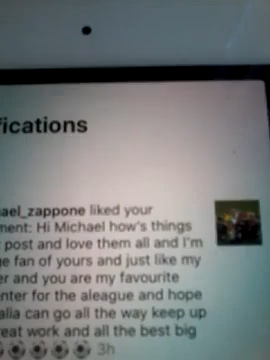 fications
ael_zappone liked your
ment: Hi Michael how's things
post and love them all and I'm
e fan of yours and just like my
er and you are my favourite
nter for the aleague and hope
alia can go all the way keep up
eat work and all the best big
3h